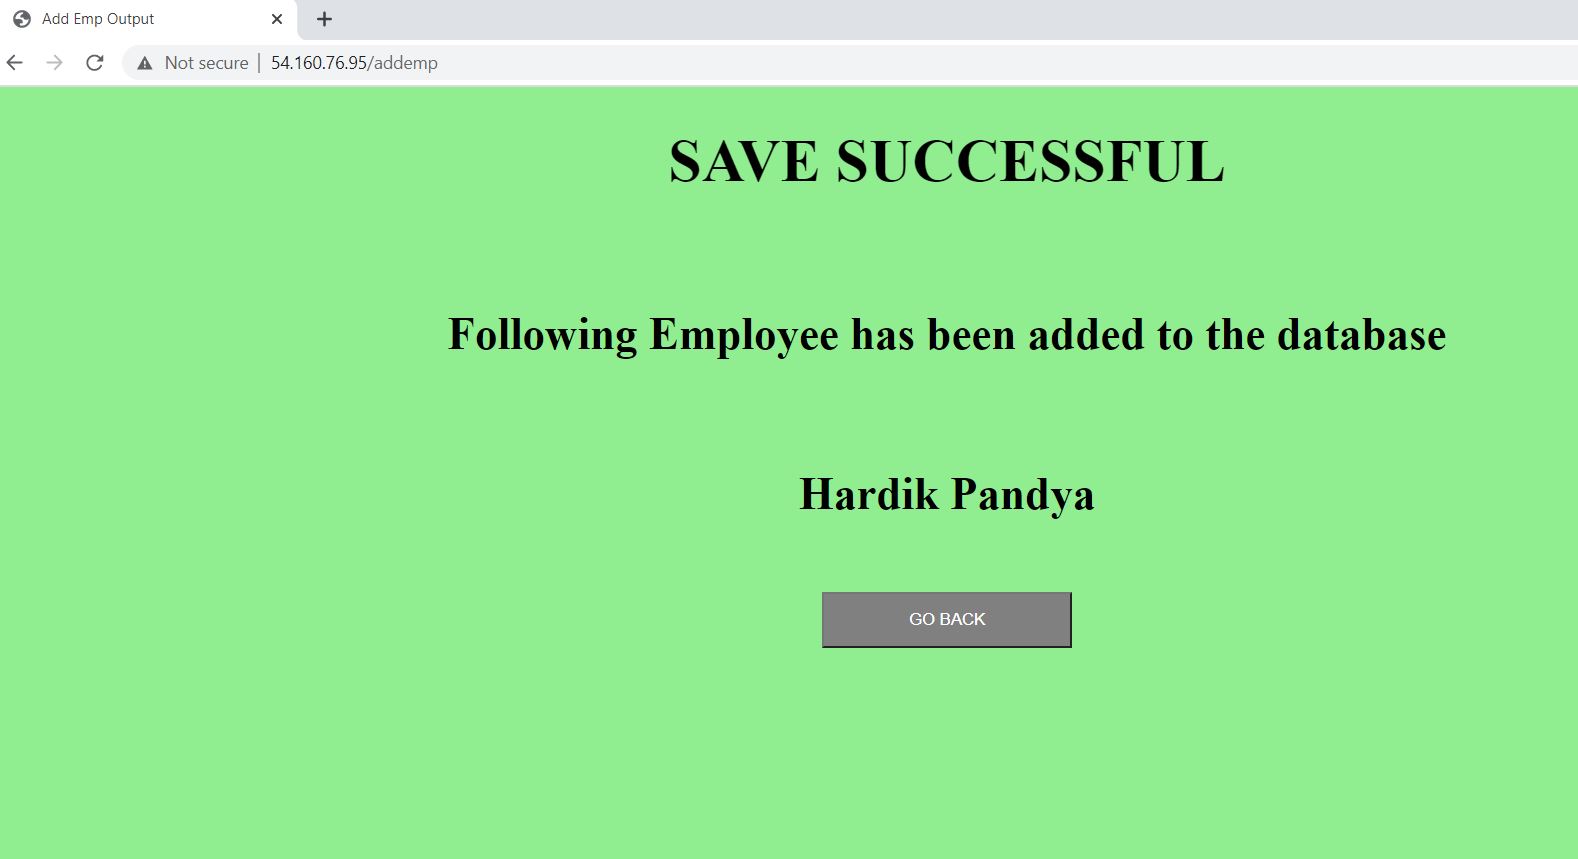 Add Emp Output
Not secure | 54.160.76.95/addemp
SAVE SUCCESSFUL
Following Employee has been added to the database
Hardik Pandya
GO BACK